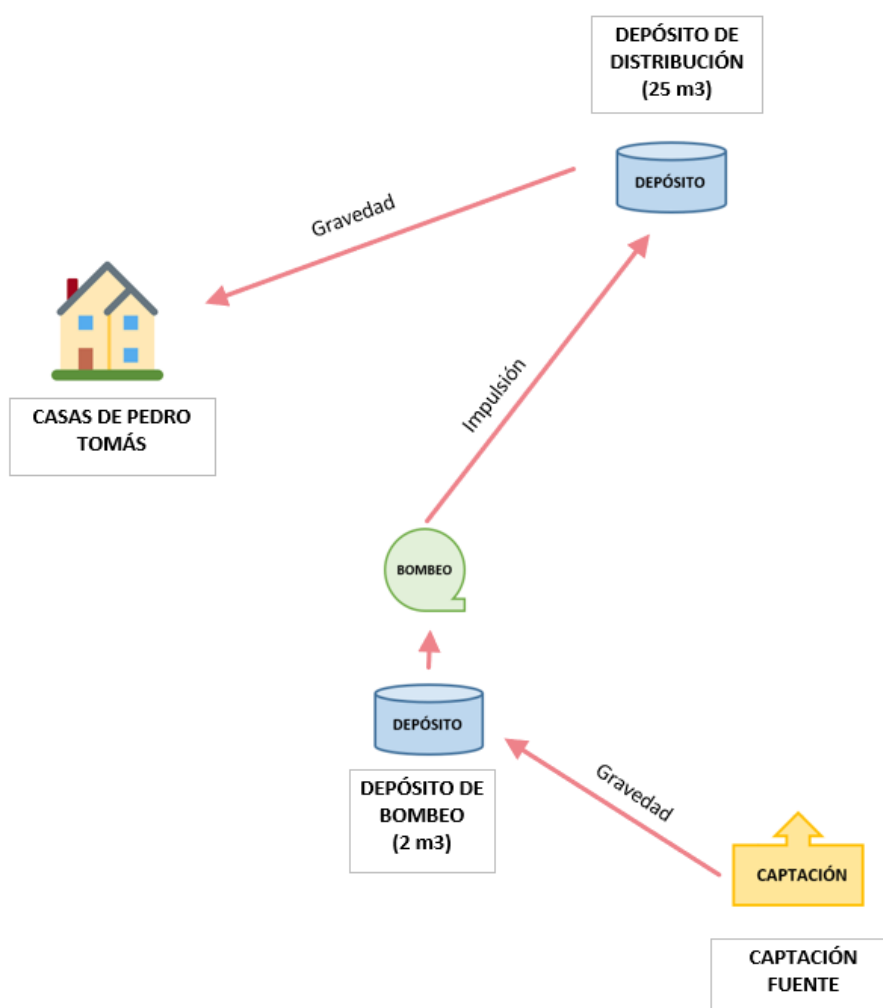 DEPÓSITO DE
DISTRIBUCIÓN
(25 m3)
DEPÓSITO
Gravedad
CASAS DE PEDRO
TOMÁS
Impulsión
BOMBEO
DEPÓSITO
DEPÓSITO DE
BOMBEO
(2 m3)
Gravedad
CAPTACIÓN
CAPTACIÓN
FUENTE